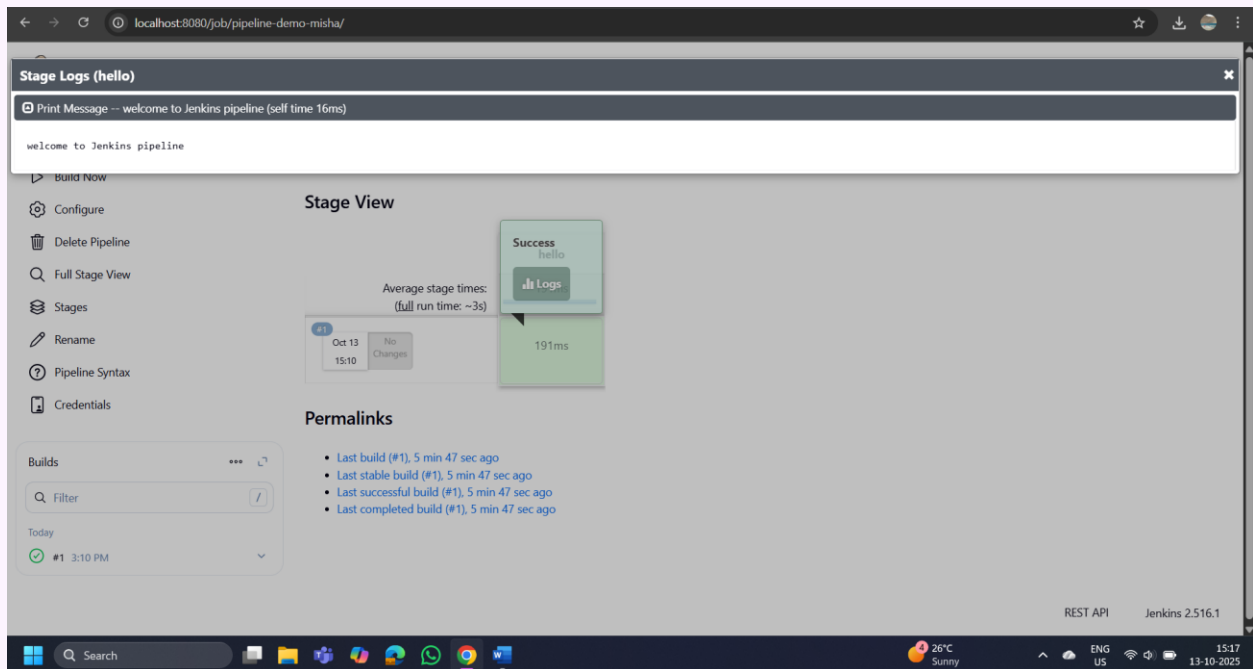 localhost:8080/job/pipeline-demo-misha/
Stage Logs (hello)
Print Message -- welcome to Jenkins pipeline (self time 16ms)
welcome to Jenkins pipeline
Build Now
Configure
Delete Pipeline
Full Stage View
Stages
Rename
Pipeline Syntax
Credentials
Builds
Filter
/
Today
#1 3:10 PM
Stage View
Success
hello
Logs
Average stage times:
(full run time: ~3s)
#1
Oct 13
15:10
No
Changes
191ms
Permalinks
Last build (#1), 5 min 47 sec ago
Last stable build (#1), 5 min 47 sec ago
Last successful build (#1), 5 min 47 sec ago
Last completed build (#1), 5 min 47 sec ago
REST API Jenkins 2.516.1
Search
4
26°C
Sunny
ENG
US
15:17
13-10-2025